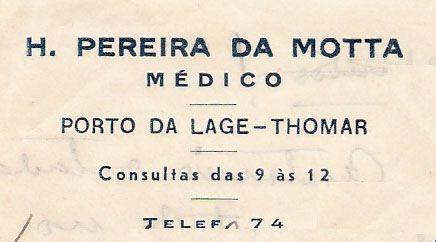 H. PEREIRA DA MOTTA
MÉDICO
PORTO DA LAGE-THOMAR
Consultas das 9 às 12
TELEF. 74